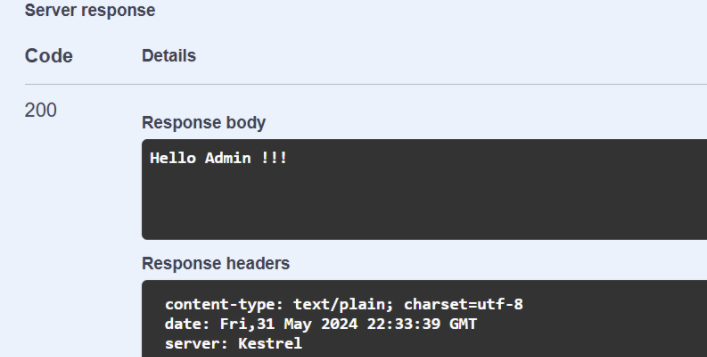 Server response
Code Details
200
Response body
Hello Admin !!!
Response headers
content-type: text/plain; charset=utf-8
date: Fri,31 May 2024 22:33:39 GMT
server: Kestrel